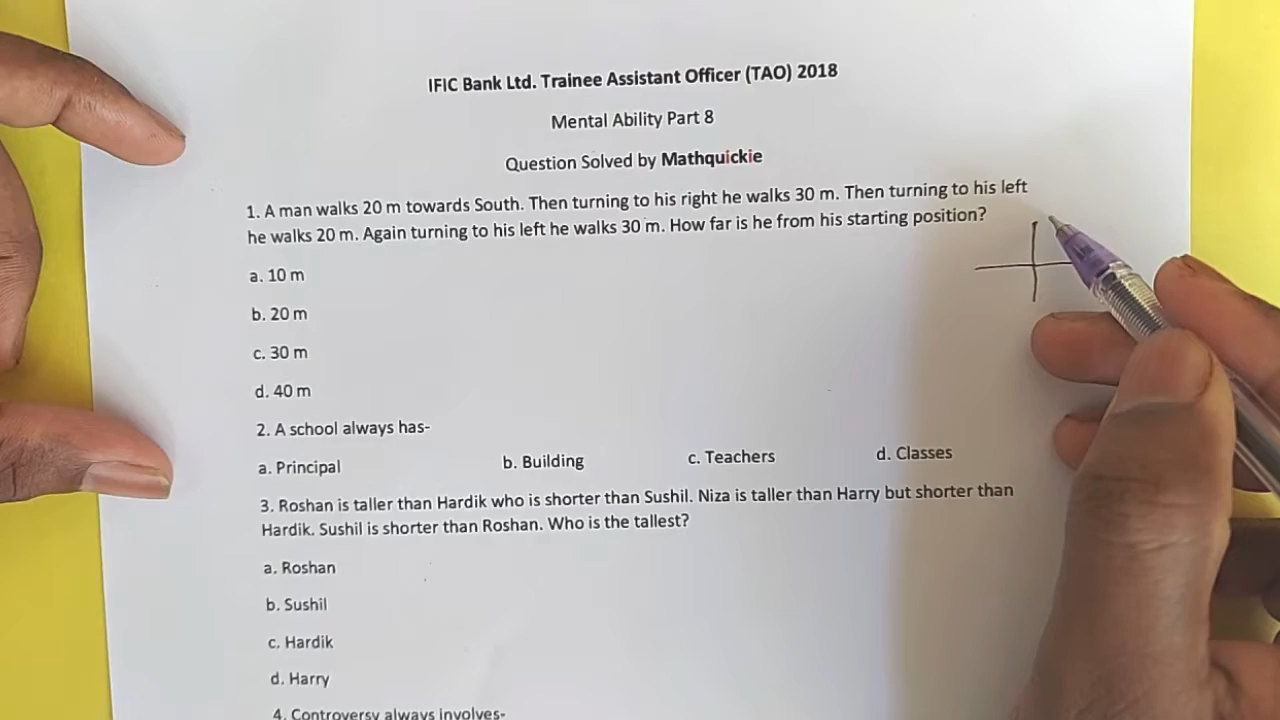 IFIC Bank Ltd. Trainee Assistant Officer (TAO) 2018
Mental Ability Part 8
Question Solved by Mathquickie
1. A man walks 20 m towards South. Then turning to his right he walks 30 m. Then turning to his left
he walks 20 m. Again turning to his left he walks 30 m. How far is he from his starting position?
a. 10 m
b. 20 m
c. 30 m
d. 40 m
2. A school always has-
a. Principal b. Building c. Teachers d. Classes
3. Roshan is taller than Hardik who is shorter than Sushil. Niza is taller than Harry but shorter than
Hardik. Sushil is shorter than Roshan. Who is the tallest?
a. Roshan
b. Sushil
c. Hardik
d. Harry
4. Controversy always involves-